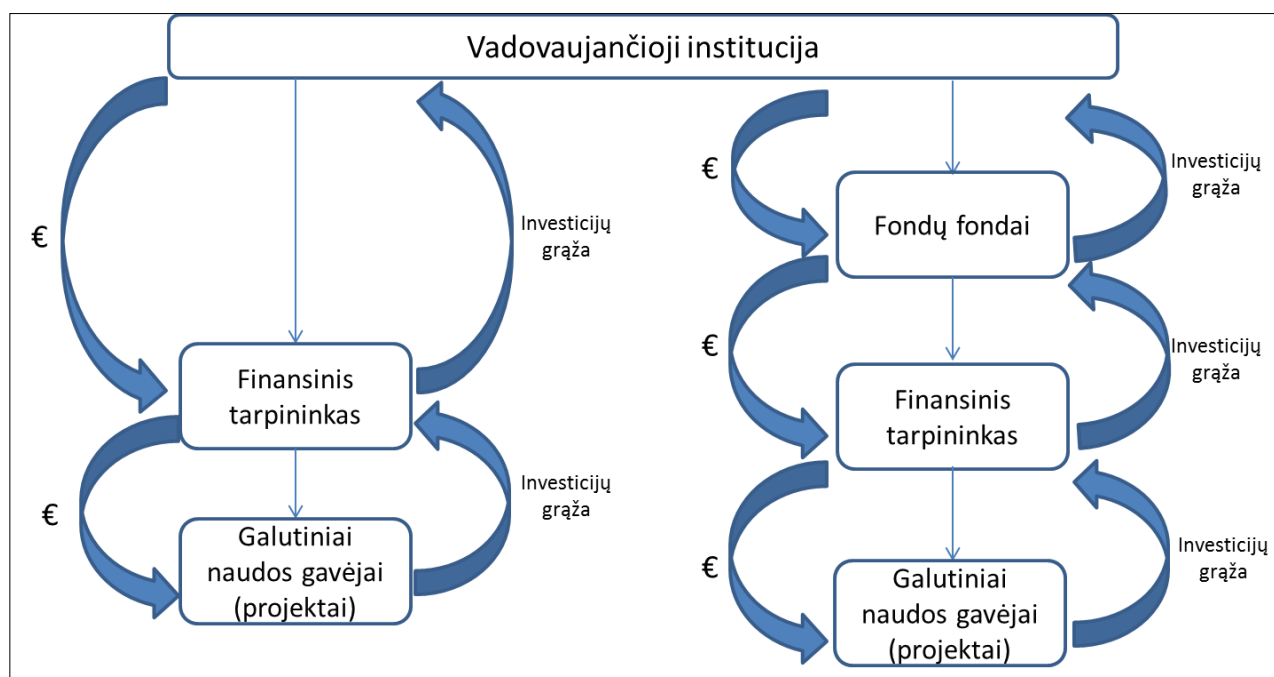 Vadovaujančioji institucija
€
Investicijų
grąža
Finansinis
tarpininkas
€
Investicijų
grąža
Galutiniai
naudos gavėjai
(projektai)
€
Investicijų
grąža
Fondų fondai
€
Investicijų
grąža
Finansinis
tarpininkas
€
Investicijų
grąža
Galutiniai
naudos gavėjai
(projektai)